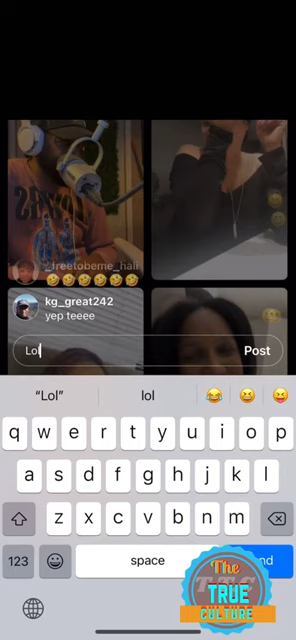 _freetobeme_hair
🤣🤣🤣🤣🤣🤣
kg_great242
yep teeee
Lol
Post
“Lol”
lol
😂
😆
😝
q w e r t y u i o p
a s d f g h j k l
z x c v b n m
123
space
The
TRUE
CULTURE